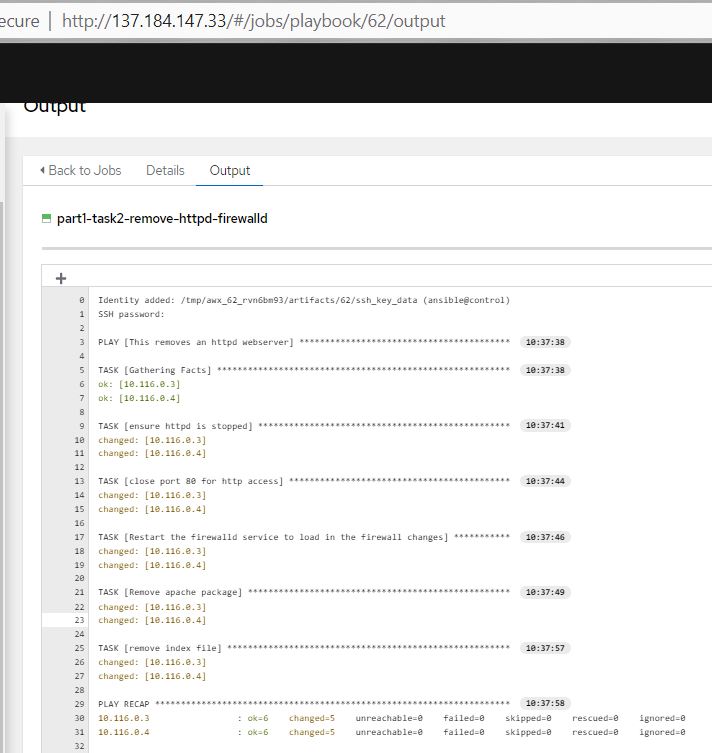 ecure | http://137.184.147.33/#/jobs/playbook/62/output
Output
Back to Jobs Details Output
part1-task2-remove-httpd-firewalld
+
0 Identity added: /tmp/awx_62_rvn6bm93/artifacts/62/ssh_key_data (ansible@control)
1 SSH password:
2
3 PLAY [This removes an httpd webserver] ***************************************** 10:37:38
4
5 TASK [Gathering Facts] ********************************************************* 10:37:38
6 ok: [10.116.0.3]
7 ok: [10.116.0.4]
8
9 TASK [ensure httpd is stopped] ************************************************* 10:37:41
10 changed: [10.116.0.3]
11 changed: [10.116.0.4]
12
13 TASK [close port 80 for http access] ******************************************* 10:37:44
14 changed: [10.116.0.3]
15 changed: [10.116.0.4]
16
17 TASK [Restart the firewalld service to load in the firewall changes] *********** 10:37:46
18 changed: [10.116.0.3]
19 changed: [10.116.0.4]
20
21 TASK [Remove apache package] *************************************************** 10:37:49
22 changed: [10.116.0.3]
23 changed: [10.116.0.4]
24
25 TASK [remove index file] ******************************************************* 10:37:57
26 changed: [10.116.0.3]
27 changed: [10.116.0.4]
28
29 PLAY RECAP ********************************************************************* 10:37:58
30 10.116.0.3 : ok=6 changed=5 unreachable=0 failed=0 skipped=0 rescued=0 ignored=0
31 10.116.0.4 : ok=6 changed=5 unreachable=0 failed=0 skipped=0 rescued=0 ignored=0
32